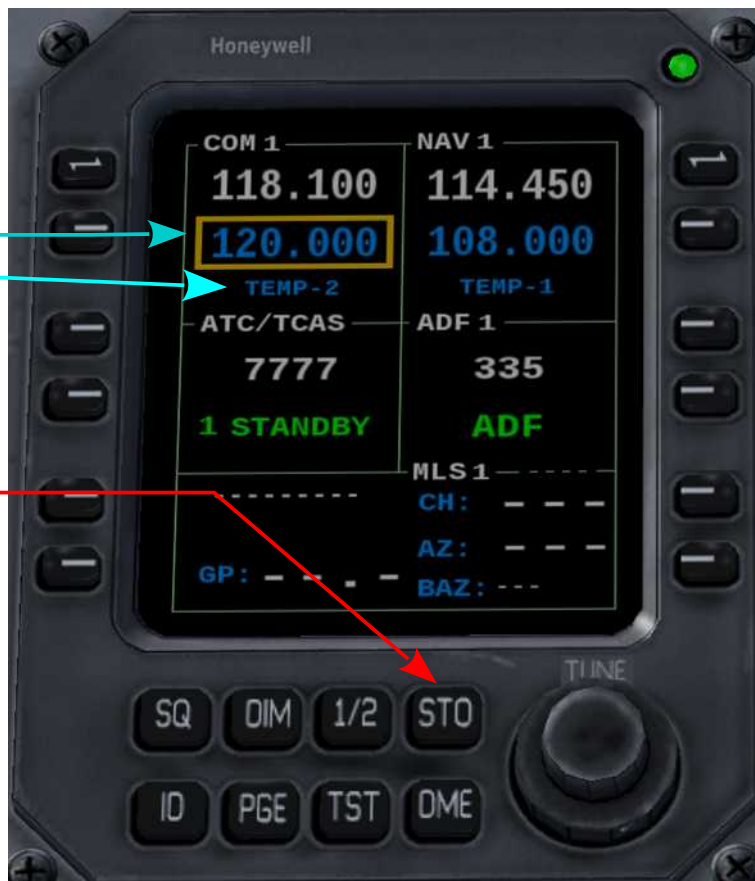 Honeywell
COM 1 NAV 1
118.100 114.450
120.000 108.000
TEMP-2 TEMP-1
ATC/TCAS ADF 1
7777 335
1 STANDBY ADF
MLS 1 - - - - -
- - - - - - - - - CH: - - -
AZ: - - -
GP: - - . - BAZ: ---
TUNE
SQ DIM 1/2 STO
ID PGE TST DME